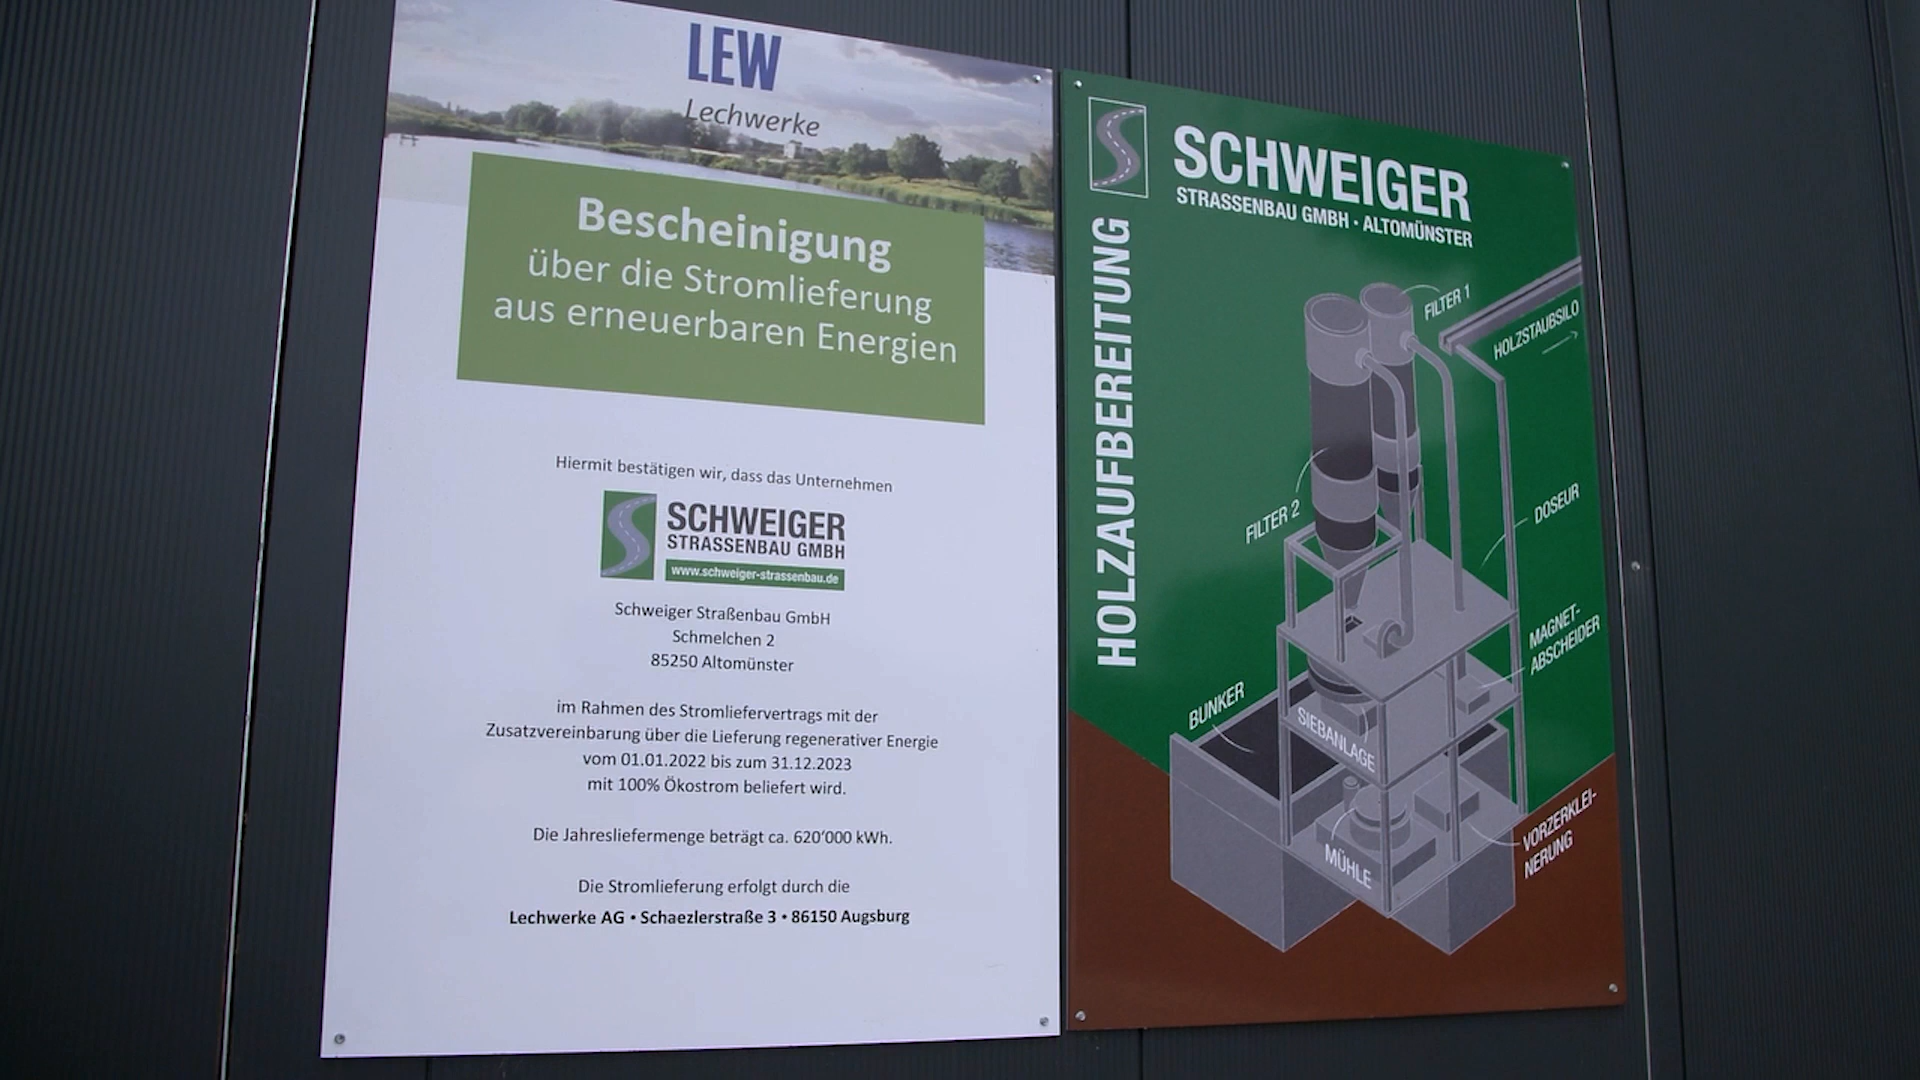 LEW
Lechwerke
Bescheinigung
über die Stromlieferung
aus erneuerbaren Energien
Hiermit bestätigen wir, dass das Unternehmen
SCHWEIGER
STRASSENBAU GMBH
www.schweiger-strassenbau.de
Schweiger Straßenbau GmbH
Schmelchen 2
85250 Altomünster
im Rahmen des Stromliefervertrags mit der
Zusatzvereinbarung über die Lieferung regenerativer Energie
vom 01.01.2022 bis zum 31.12.2023
mit 100% Ökostrom beliefert wird.
Die Jahresliefermenge beträgt ca. 620‘000 kWh.
Die Stromlieferung erfolgt durch die
Lechwerke AG • Schaezlerstraße 3 • 86150 Augsburg
SCHWEIGER
STRASSENBAU GMBH · ALTOMÜNSTER
HOLZAUFBEREITUNG
FILTER 1
HOLZSTAUBSILO
FILTER 2
DOSEUR
MAGNET-
ABSCHEIDER
BUNKER
SIEBANLAGE
VORZERKLEI-
NERUNG
MÜHLE